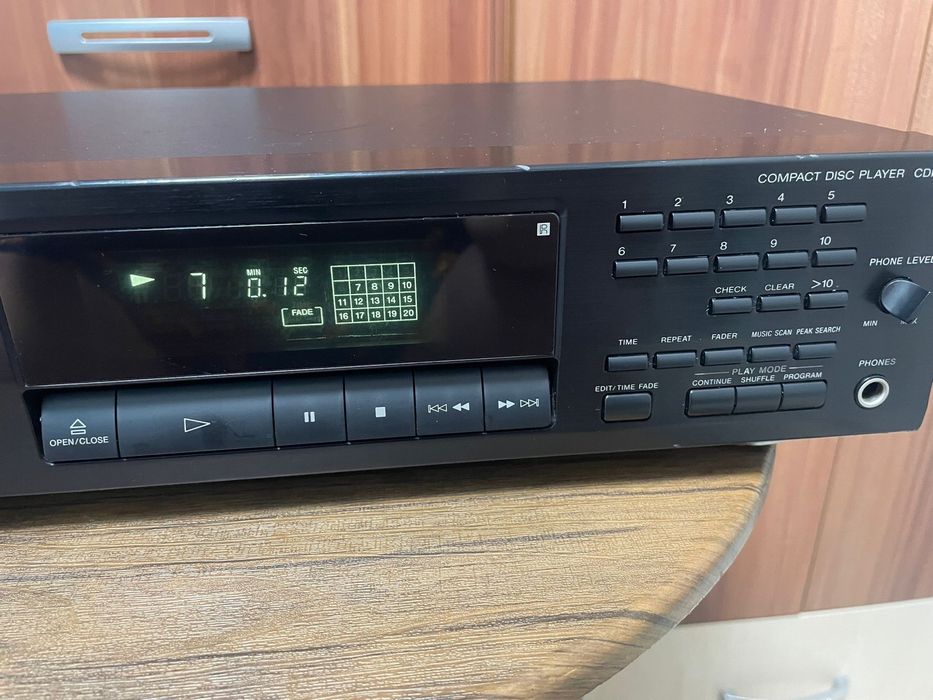 COMPACT DISC PLAYER
1 2 3 4 5
6 7 8 9 10
CHECK CLEAR >10
PHONE LEVEL
MIN
TIME REPEAT FADER MUSIC SCAN PEAK SEARCH
PLAY MODE
EDIT/TIME FADE CONTINUE SHUFFLE PROGRAM
PHONES
MIN SEC
7 0.12
FADE
7 8 9 10
11 12 13 14 15
16 17 18 19 20
OPEN/CLOSE